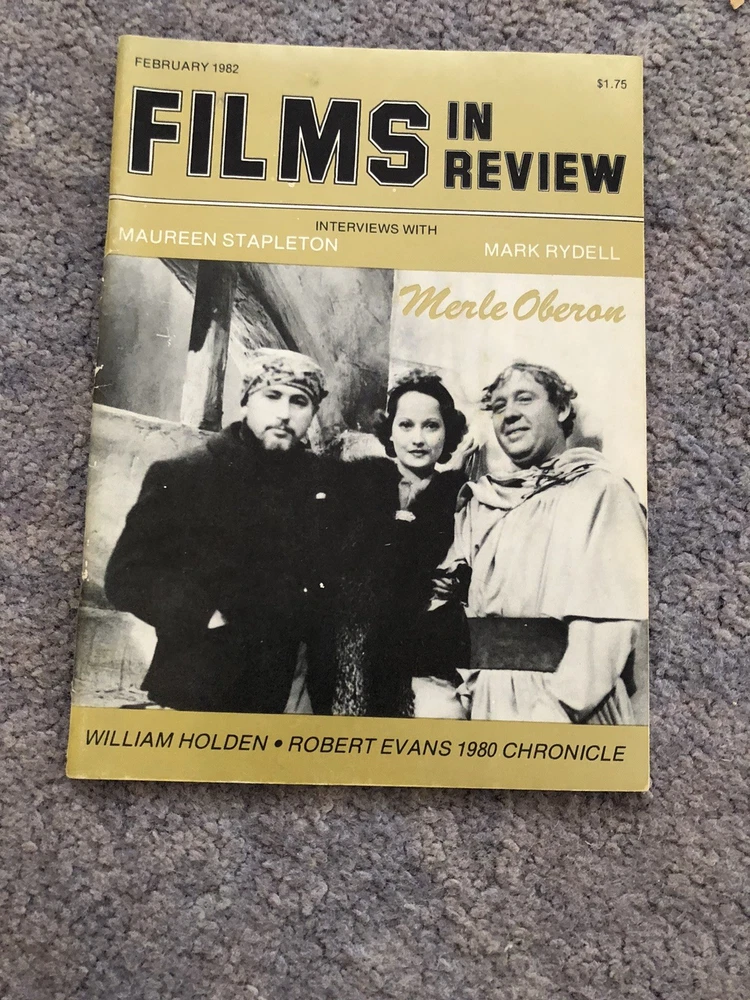 FEBRUARY 1982
$1.75
FILMS IN REVIEW
INTERVIEWS WITH
MAUREEN STAPLETON
MARK RYDELL
Merle Oberon
WILLIAM HOLDEN • ROBERT EVANS 1980 CHRONICLE